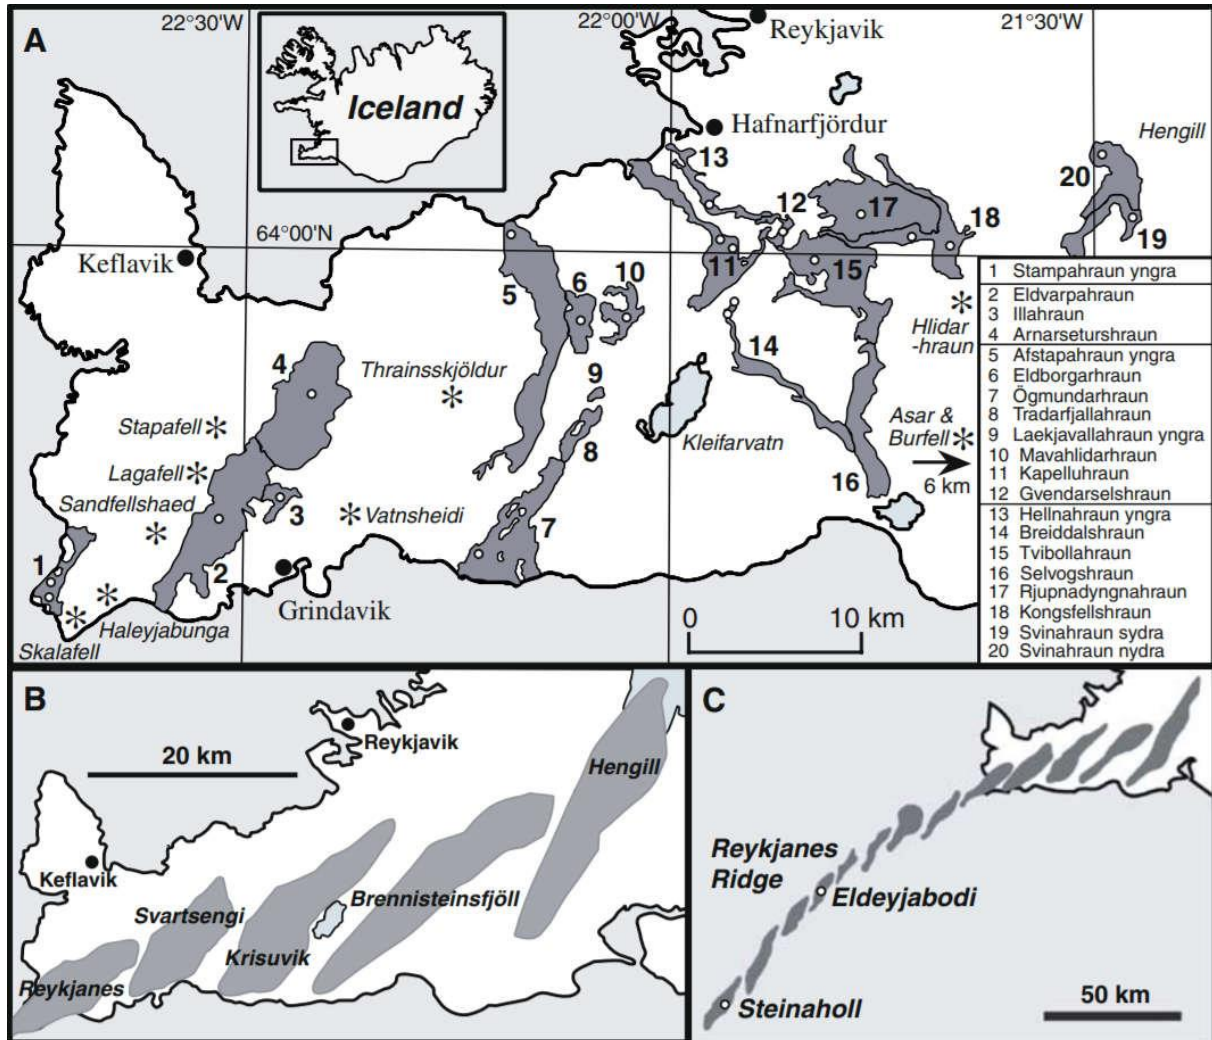 A
22°30'W
22°00'W
21°30'W
Reykjavik
Iceland
Hafnarfjördur
Hengill
13
20
12
17
18
19
64°00'N
Keflavik
11
15
5
6
10
Hlidar
-hraun
4
Thrainsskjöldur
14
9
Stapafell
8
Kleifarvatn
Asar &
Burfell
Lagafell
6 km
Sandfellshaed
3
Vatnsheidi
16
7
1
2
Grindavik
0
10 km
Haleyjabunga
Skalafell
1 Stampahraun yngra
2 Eldvarpahraun
3 Illahraun
4 Arnarseturshraun
5 Afstapahraun yngra
6 Eldborgarhraun
7 Ögmundarhraun
8 Tradarfjallahraun
9 Laekjavallahraun yngra
10 Mavahlidarhraun
11 Kapelluhraun
12 Gvendarselshraun
13 Hellnahraun yngra
14 Breiddalshraun
15 Tvibollahraun
16 Selvogshraun
17 Rjupnadyngnahraun
18 Kongsfellshraun
19 Svinahraun sydra
20 Svinahraun nydra
B
Reykjavik
20 km
Hengill
Keflavik
Brennisteinsfjöll
Svartsengi
Krisuvik
Reykjanes
C
Reykjanes
Ridge
Eldeyjabodi
50 km
Steinaholl